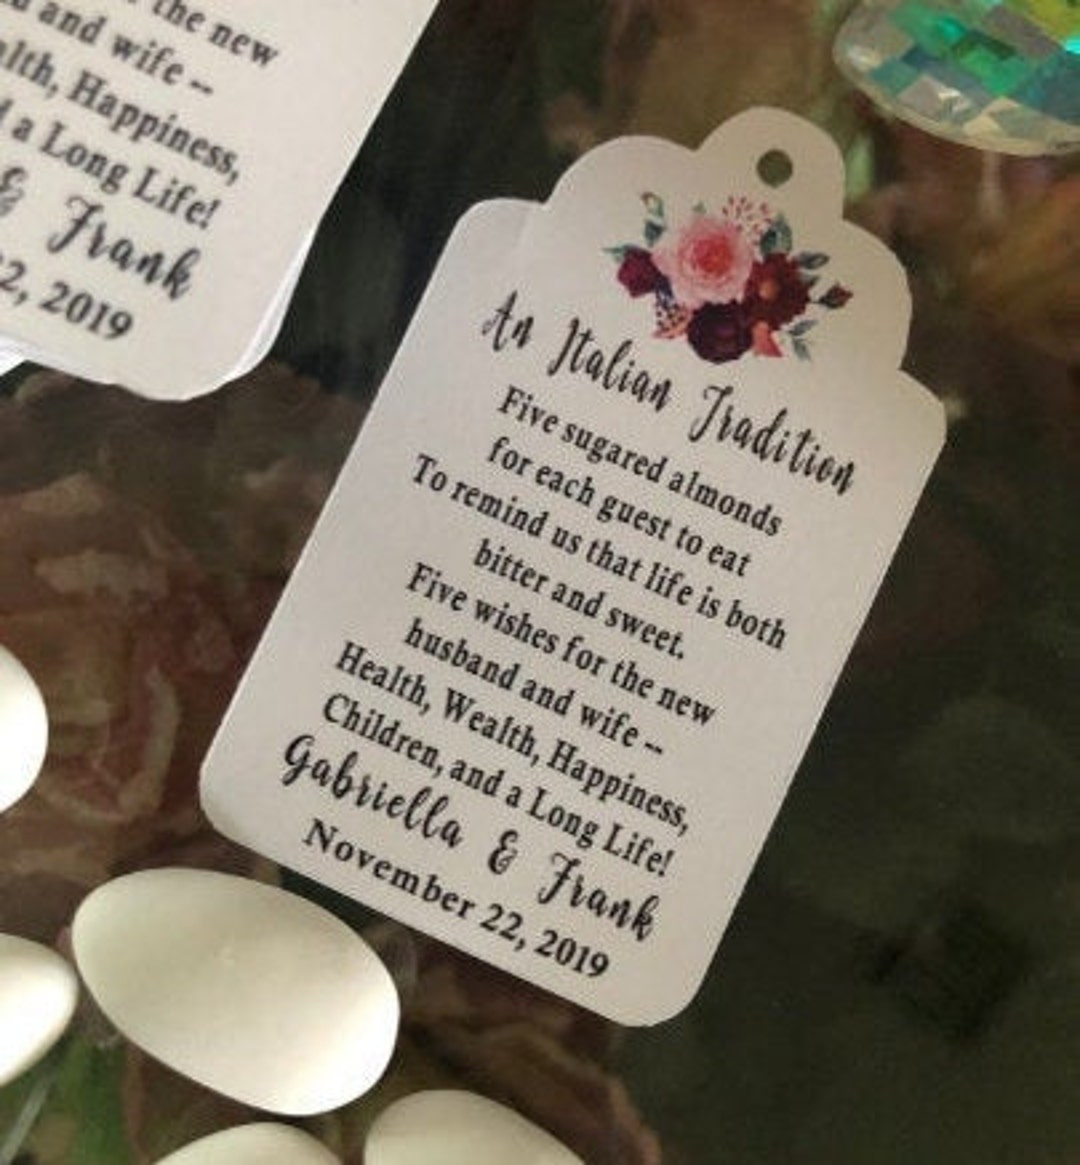 the new
and wife --
Happiness,
a Long Life!
& Frank
2, 2019
An Italian Tradition
Five sugared almonds
for each guest to eat
To remind us that life is both
bitter and sweet.
Five wishes for the new
husband and wife --
Health, Wealth, Happiness,
Children, and a Long Life!
Gabriella & Frank
November 22, 2019